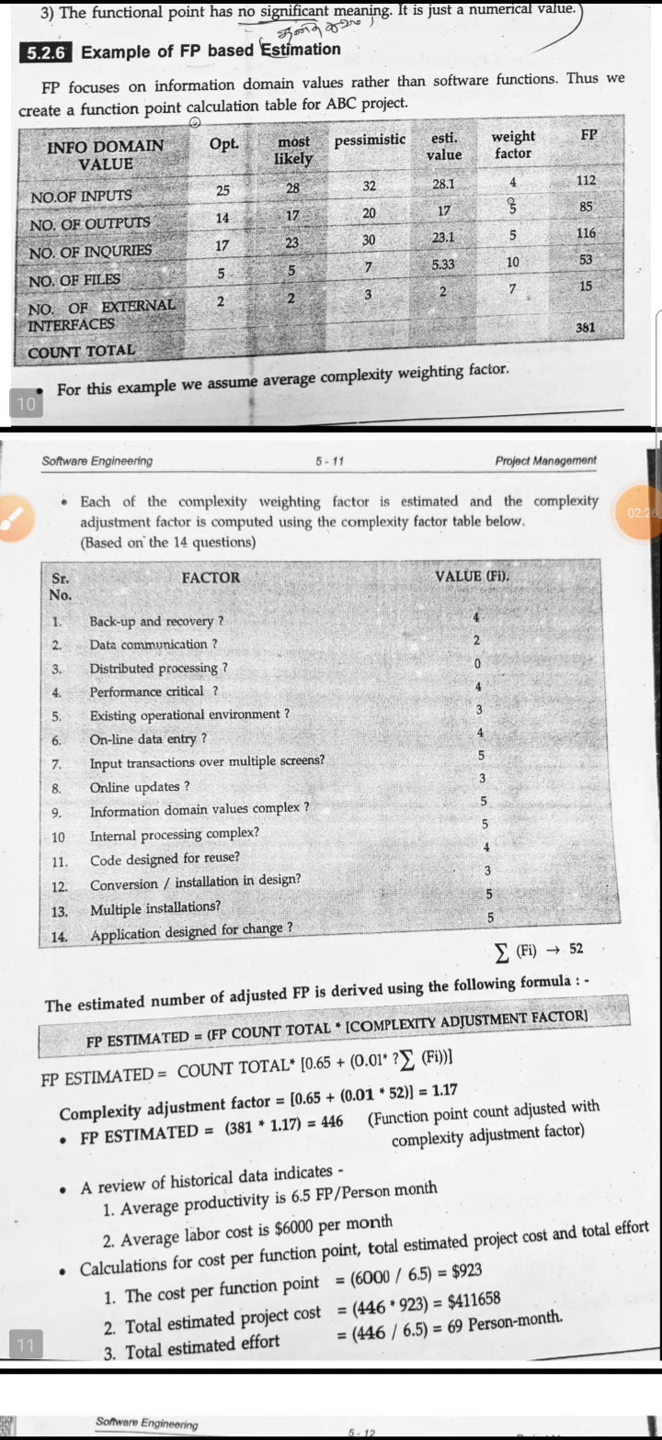 3) The functional point has no significant meaning. It is just a numerical value.
5.2.6 Example of FP based Estimation
FP focuses on information domain values rather than software functions. Thus we
create a function point calculation table for ABC project.
INFO DOMAIN VALUE Opt. most likely pessimistic esti. value weight factor FP
NO.OF INPUTS 25 28 32 28.1 4 112
NO. OF OUTPUTS 14 17 20 17 5 85
NO. OF INQURIES 17 23 30 23.1 5 116
NO. OF FILES 5 5 7 5.33 10 53
NO. OF EXTERNAL INTERFACES 2 2 3 2 7 15
COUNT TOTAL 381
• For this example we assume average complexity weighting factor.
10
Software Engineering 5 - 11 Project Management
• Each of the complexity weighting factor is estimated and the complexity
adjustment factor is computed using the complexity factor table below.
(Based on the 14 questions)
02:26
Sr. No. FACTOR VALUE (Fi).
1. Back-up and recovery ? 4
2. Data communication ? 2
3. Distributed processing ? 0
4. Performance critical ? 4
5. Existing operational environment ? 3
6. On-line data entry ? 4
7. Input transactions over multiple screens? 5
8. Online updates ? 3
9. Information domain values complex ? 5
10 Internal processing complex? 5
11. Code designed for reuse? 4
12. Conversion / installation in design? 3
13. Multiple installations? 5
14. Application designed for change ? 5
∑ (Fi) → 52
The estimated number of adjusted FP is derived using the following formula : -
FP ESTIMATED = (FP COUNT TOTAL * [COMPLEXITY ADJUSTMENT FACTOR]
FP ESTIMATED = COUNT TOTAL* [0.65 + (0.01* ?∑ (Fi))]
Complexity adjustment factor = [0.65 + (0.01 * 52)] = 1.17
• FP ESTIMATED = (381 * 1.17) = 446 (Function point count adjusted with
complexity adjustment factor)
• A review of historical data indicates -
1. Average productivity is 6.5 FP/Person month
2. Average labor cost is $6000 per month
• Calculations for cost per function point, total estimated project cost and total effort
1. The cost per function point = (6000 / 6.5) = $923
2. Total estimated project cost = (446 * 923) = $411658
3. Total estimated effort = (446 / 6.5) = 69 Person-month.
11
Software Engineering 5 - 12